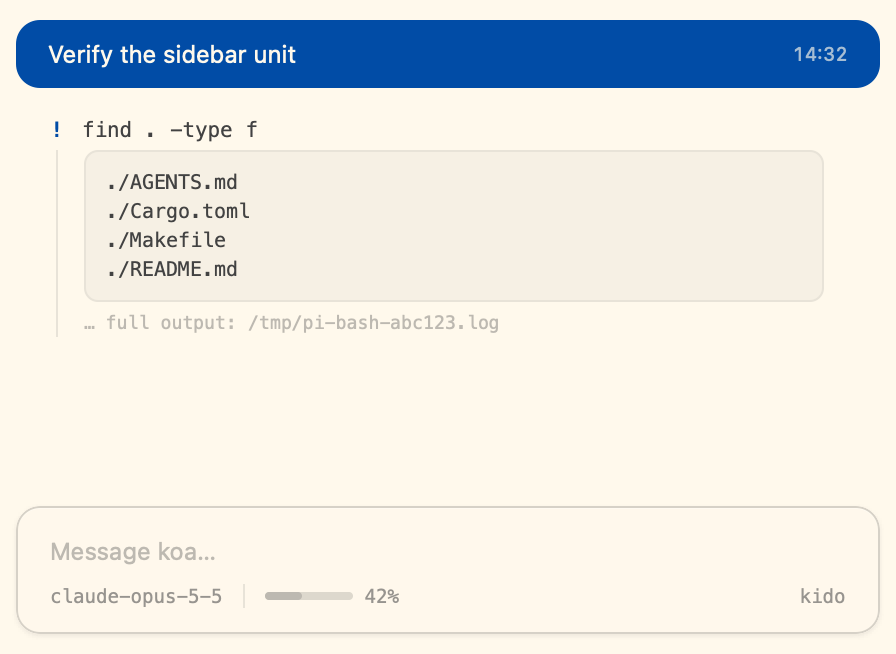 Verify the sidebar unit 14:32
! find . -type f
./AGENTS.md
./Cargo.toml
./Makefile
./README.md
… full output: /tmp/pi-bash-abc123.log
Message koa…
claude-opus-5-5 42% kido